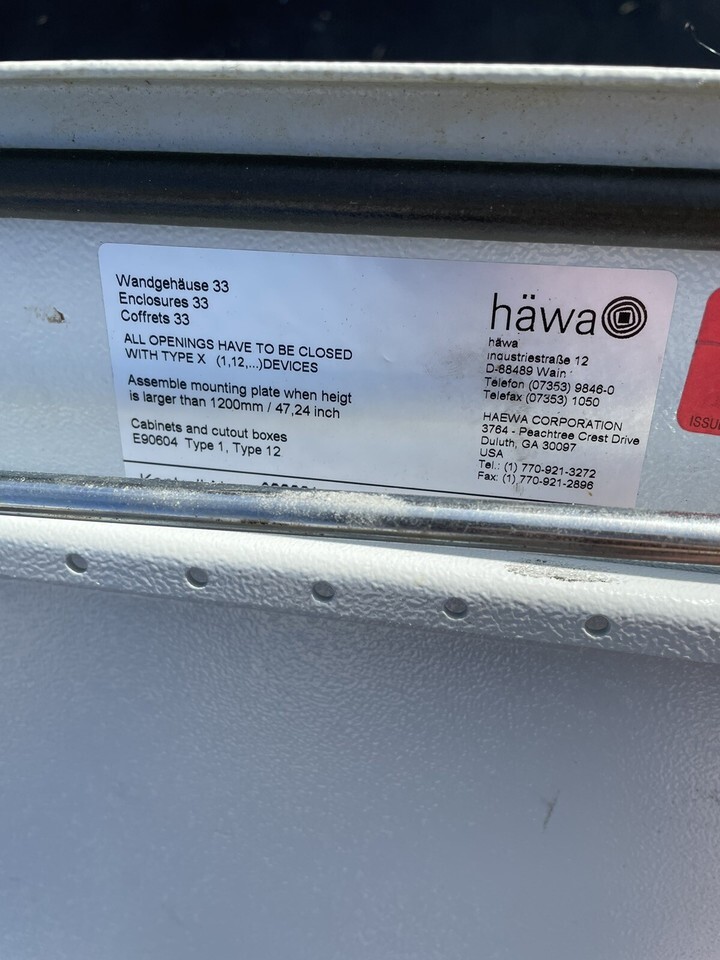 Wandgehäuse 33
Enclosures 33
Coffrets 33
ALL OPENINGS HAVE TO BE CLOSED
WITH TYPE X (1,12,...)DEVICES
Assemble mounting plate when heigt
is larger than 1200mm / 47,24 inch
Cabinets and cutout boxes
E90604 Type 1, Type 12
häwa
häwa
Industriestraße 12
D-88489 Wain
Telefon (07353) 9846-0
Telefax (07353) 1050
HAEWA CORPORATION
3764 - Peachtree Crest Drive
Duluth, GA 30097
USA
Tel.: (1) 770-921-3272
Fax: (1) 770-921-2896